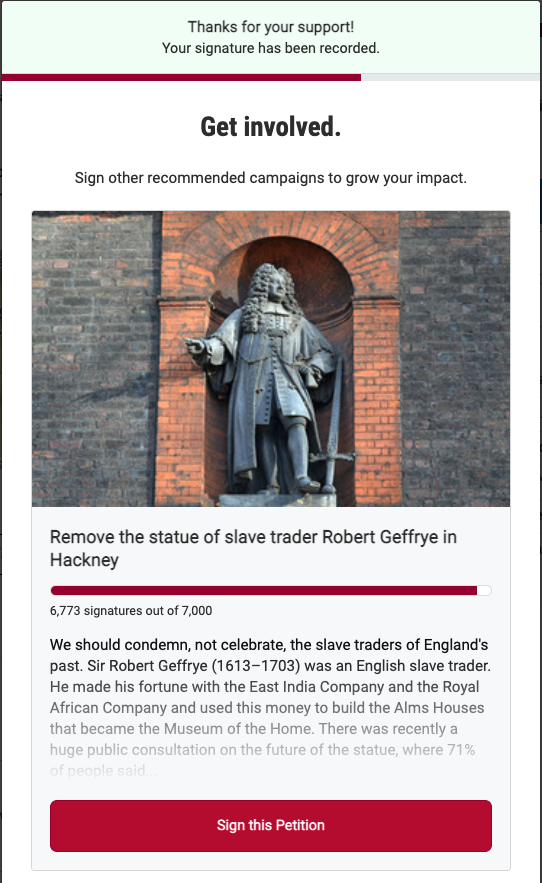 Thanks for your support!
Your signature has been recorded.
Get involved.
Sign other recommended campaigns to grow your impact.
Remove the statue of slave trader Robert Geffrye in
Hackney
6,773 signatures out of 7,000
We should condemn, not celebrate, the slave traders of England's
past. Sir Robert Geffrye (1613–1703) was an English slave trader.
He made his fortune with the East India Company and the Royal
African Company and used this money to build the Alms Houses
that became the Museum of the Home. There was recently a
huge public consultation on the future of the statue, where 71%
of people said...
Sign this Petition